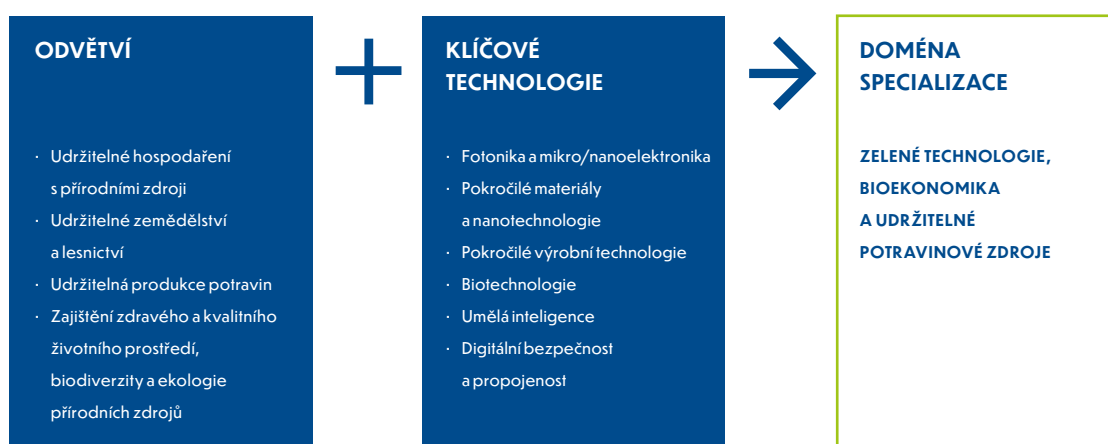 ODVĚTVÍ
· Udržitelné hospodaření
s přírodními zdroji
· Udržitelné zemědělství
a lesnictví
· Udržitelná produkce potravin
· Zajištění zdravého a kvalitního
životního prostředí,
biodiverzity a ekologie
přírodních zdrojů
+
KLÍČOVÉ
TECHNOLOGIE
· Fotonika a mikro/nanoelektronika
· Pokročilé materiály
a nanotechnologie
· Pokročilé výrobní technologie
· Biotechnologie
· Umělá inteligence
· Digitální bezpečnost
a propojenost
→
DOMÉNA
SPECIALIZACE
ZELENÉ TECHNOLOGIE,
BIOEKONOMIKA
A UDRŽITELNÉ
POTRAVINOVÉ ZDROJE